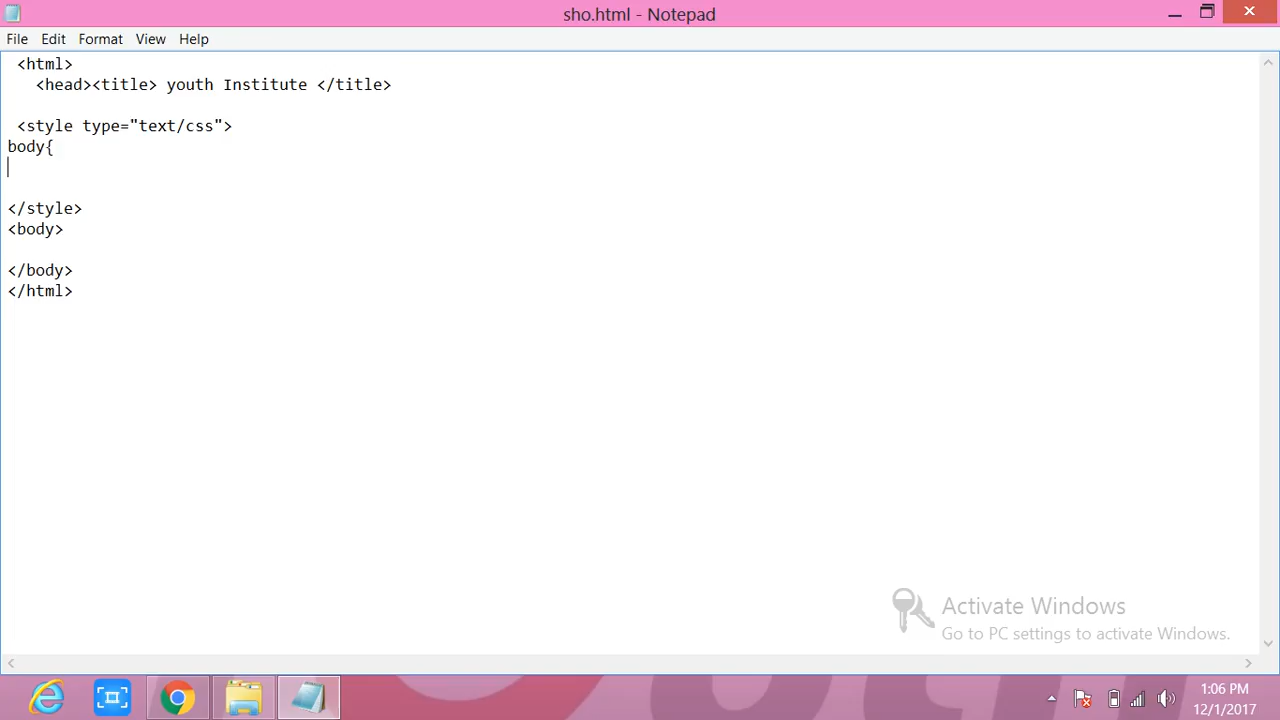 sho.html - Notepad
File Edit Format View Help
<html>
<head><title> youth Institute </title>
<style type="text/css">
body{
</style>
<body>
</body>
</html>
Activate Windows
Go to PC settings to activate Windows.
1:06 PM
12/1/2017